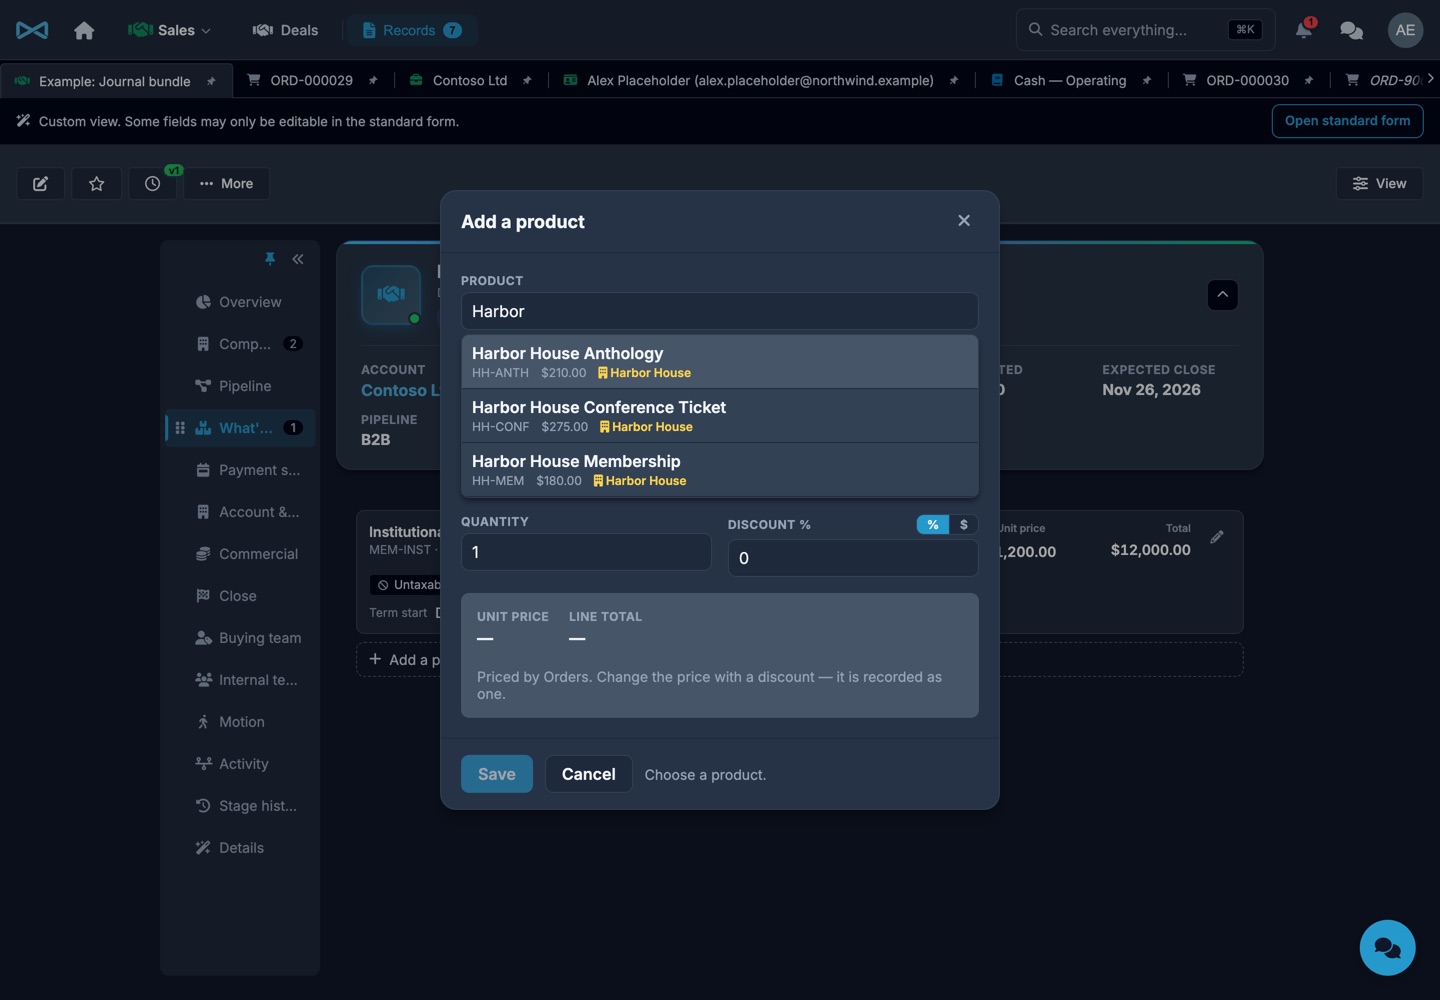 Sales
Deals
Records 7
Search everything... ⌘K
1
AE
Example: Journal bundle
ORD-000029
Contoso Ltd
Alex Placeholder (alex.placeholder@northwind.example)
Cash — Operating
ORD-000030
Custom view. Some fields may only be editable in the standard form.
Open standard form
v1
More
View
Overview
Comp... 2
Pipeline
What'... 1
Payment s...
Account &...
Commercial
Close
Buying team
Internal te...
Motion
Activity
Stage hist...
Details
ACCOUNT
Contoso
PIPELINE
B2B
EXPECTED CLOSE
Nov 26, 2026
MEM-INST ·
Term start
Unit price
Total
$12,000.00
Add a
Add a product
PRODUCT
Harbor
Harbor House Anthology
HH-ANTH $210.00 Harbor House
Harbor House Conference Ticket
HH-CONF $275.00 Harbor House
Harbor House Membership
HH-MEM $180.00 Harbor House
QUANTITY
1
DISCOUNT % % $
0
UNIT PRICE LINE TOTAL
— —
Priced by Orders. Change the price with a discount — it is recorded as
one.
Save
Cancel
Choose a product.